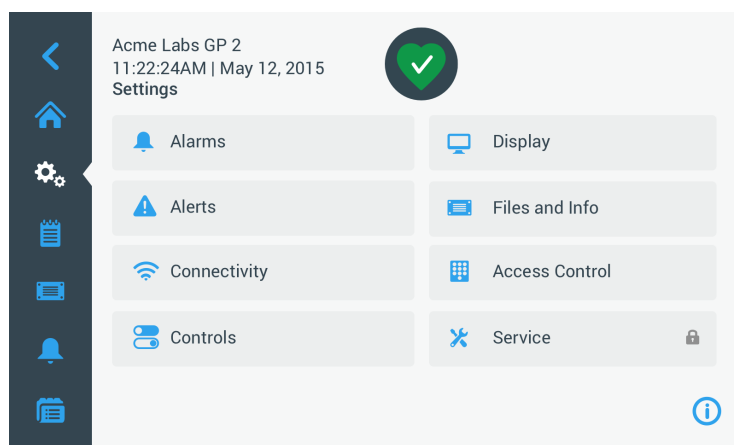 Acme Labs GP 2
11:22:24AM | May 12, 2015
Settings
Alarms
Display
Alerts
Files and Info
Connectivity
Access Control
Controls
Service